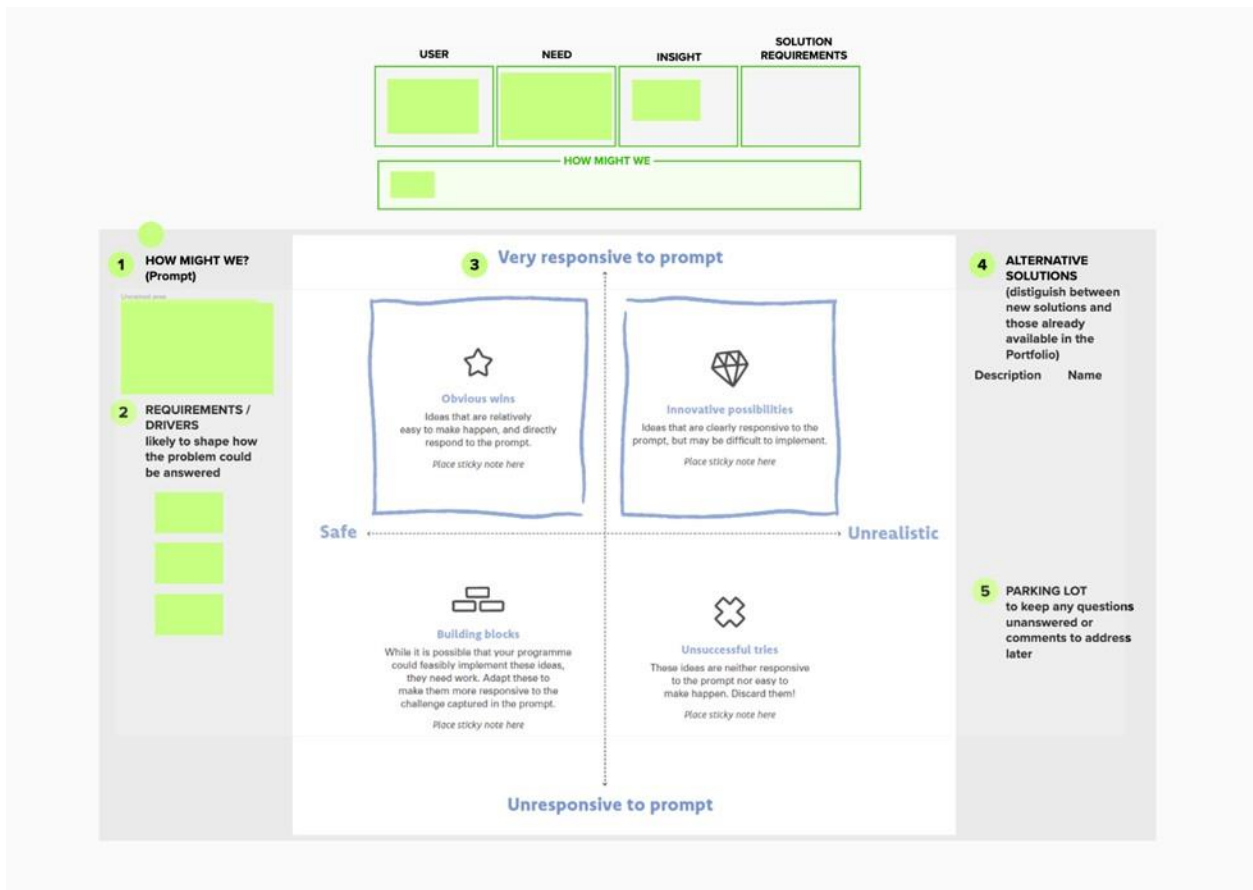 USER
NEED
INSIGHT
SOLUTION
REQUIREMENTS
HOW MIGHT WE
1
HOW MIGHT WE?
(Prompt)
2
REQUIREMENTS /
DRIVERS
likely to shape how
the problem could
be answered
3
Very responsive to prompt
Obvious wins
Ideas that are relatively
easy to make happen, and directly
respond to the prompt.
Place sticky note here
Innovative possibilities
Ideas that are clearly responsive to the
prompt, but may be difficult to implement.
Place sticky note here
Safe
Unrealistic
Building blocks
While it is possible that your programme
could feasibly implement these ideas,
they need work. Adapt these to
make them more responsive to the
challenge captured in the prompt.
Place sticky note here
Unsuccessful tries
These ideas are neither responsive
to the prompt nor easy to
make happen. Discard them!
Place sticky note here
Unresponsive to prompt
4
ALTERNATIVE
SOLUTIONS
(distiguish between
new solutions and
those already
available in the
Portfolio)
Description Name
5
PARKING LOT
to keep any questions
unanswered or
comments to address
later